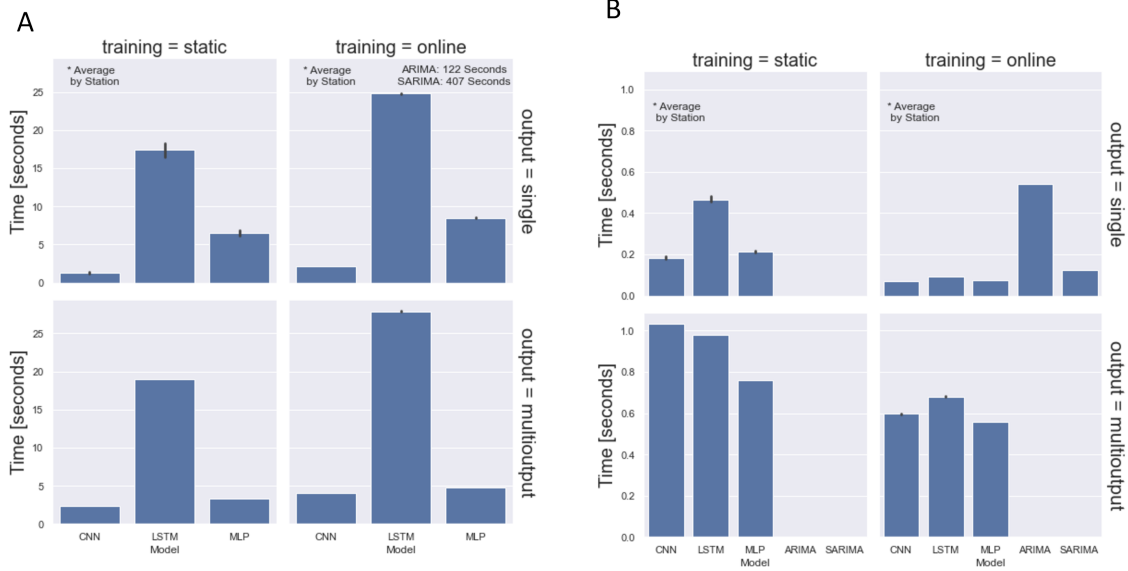 A
training = static
training = online
* Average
by Station
* Average
by Station
ARIMA: 122 Seconds
SARIMA: 407 Seconds
Time [seconds]
25
20
15
10
5
0
output = single
Time [seconds]
25
20
15
10
5
0
output = multioutput
CNN
LSTM
MLP
Model
CNN
LSTM
MLP
Model
B
training = static
training = online
* Average
by Station
* Average
by Station
Time [seconds]
1.0
0.8
0.6
0.4
0.2
0.0
output = single
Time [seconds]
1.0
0.8
0.6
0.4
0.2
0.0
output = multioutput
CNN
LSTM
MLP
ARIMA
SARIMA
Model
CNN
LSTM
MLP
ARIMA
SARIMA
Model